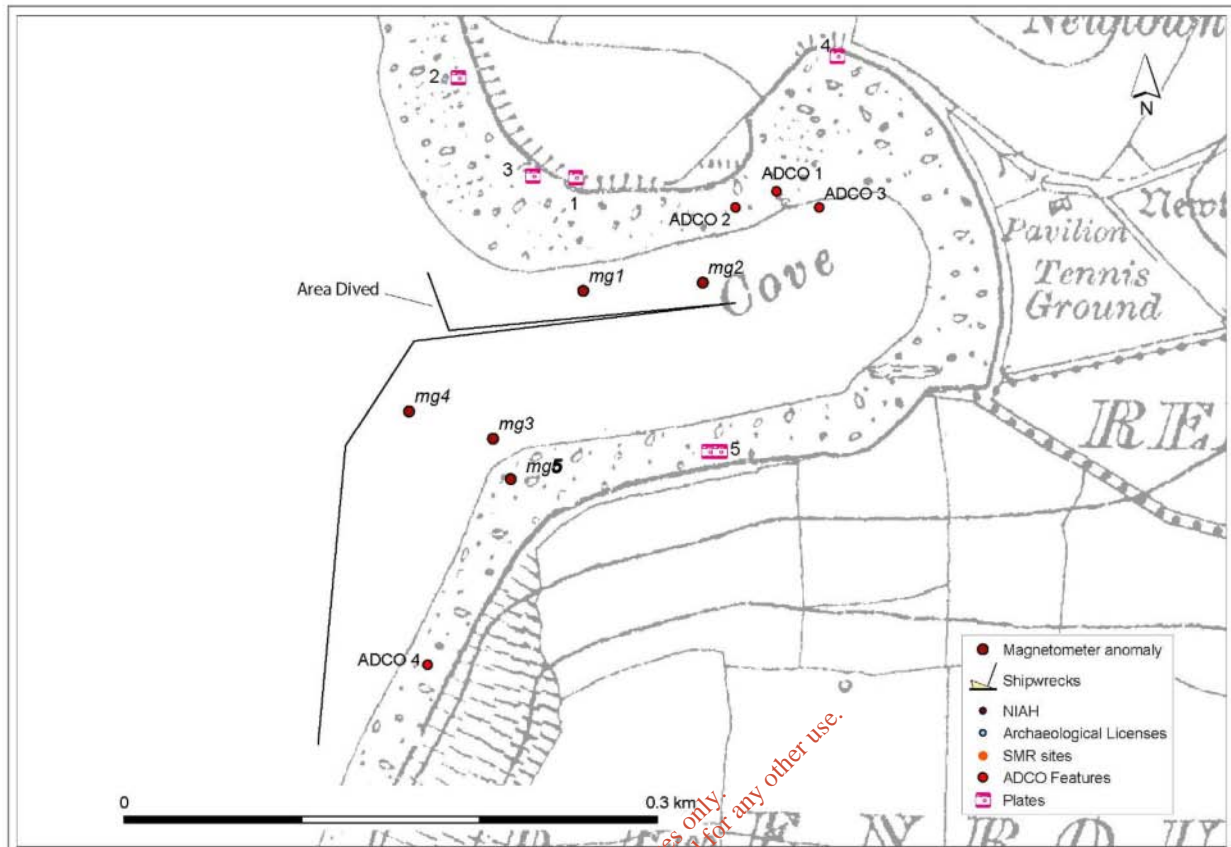 Newtown
N
4
2
3
1
ADCO 1
ADCO 2
ADCO 3
Pavilion
Tennis
Ground
Cove
mg1
mg2
Area Dived
mg4
mg3
mg5
5
RE
ADCO 4
Magnetometer anomaly
Shipwrecks
NIAH
Archaeological Licenses
SMR sites
ADCO Features
Plates
0
0.3 km
es only.
for any other use.
E N R O